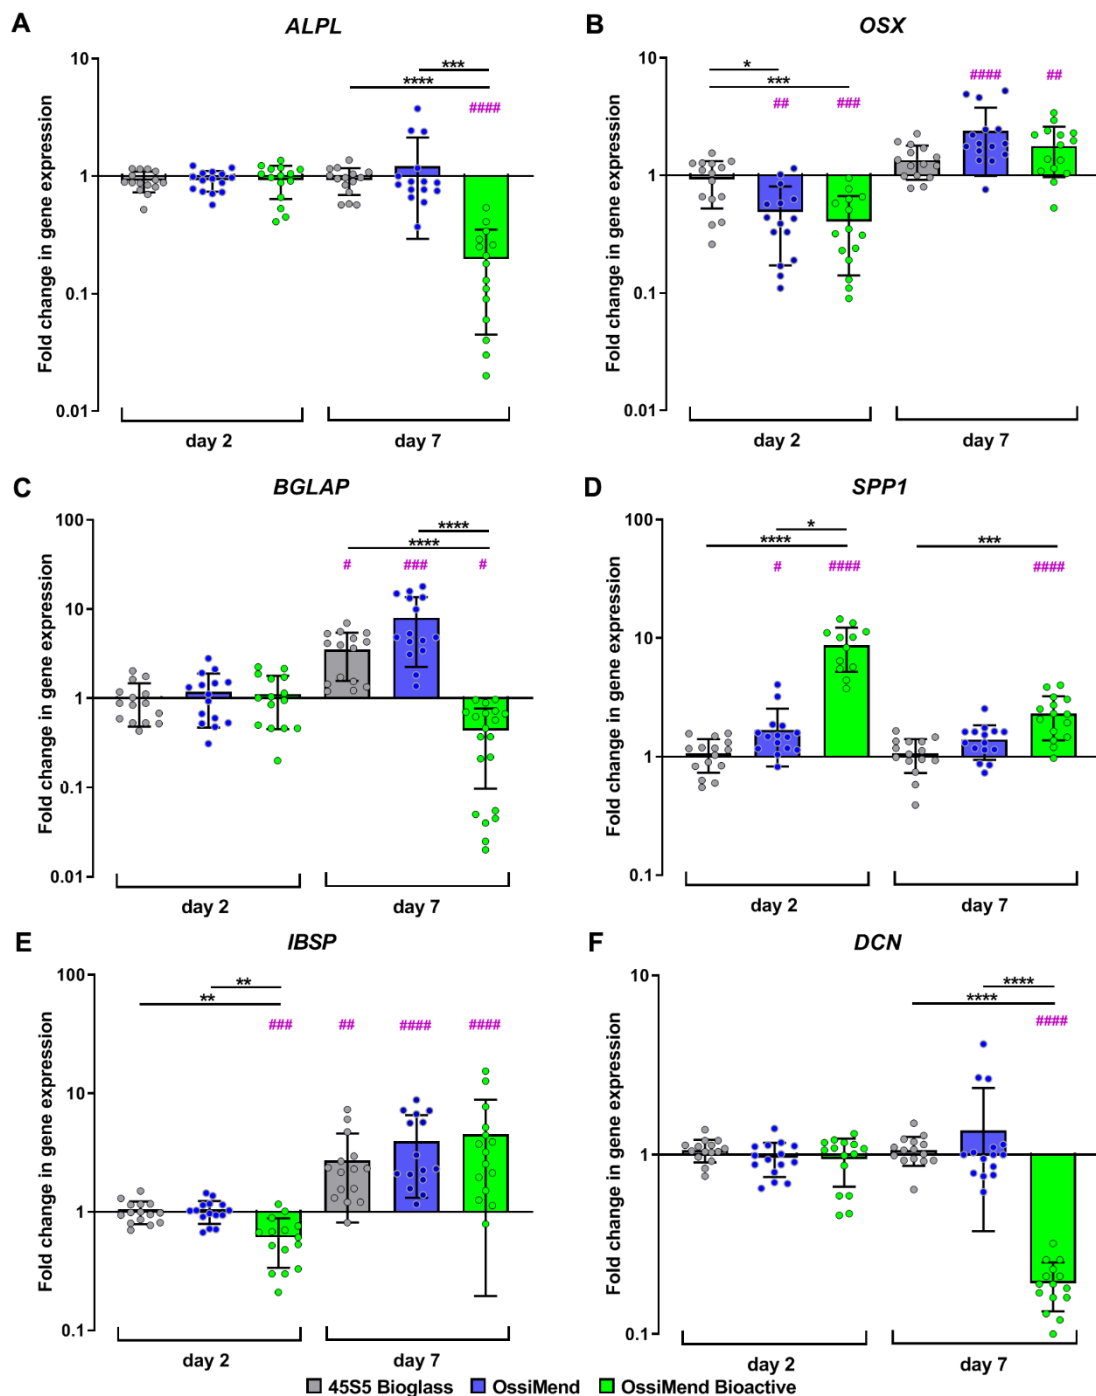 A
ALPL
Fold change in gene expression
10
1
0.1
0.01
***
****
####
day 2
day 7
B
OSX
Fold change in gene expression
10
1
0.1
0.01
*
***
##
###
####
##
day 2
day 7
C
BGLAP
Fold change in gene expression
100
10
1
0.1
0.01
****
****
#
###
#
day 2
day 7
D
SPP1
Fold change in gene expression
100
10
1
0.1
*
****
#
####
***
####
day 2
day 7
E
IBSP
Fold change in gene expression
100
10
1
0.1
**
**
###
##
####
####
day 2
day 7
F
DCN
Fold change in gene expression
10
1
0.1
****
****
####
day 2
day 7
45S5 Bioglass
OssiMend
OssiMend Bioactive